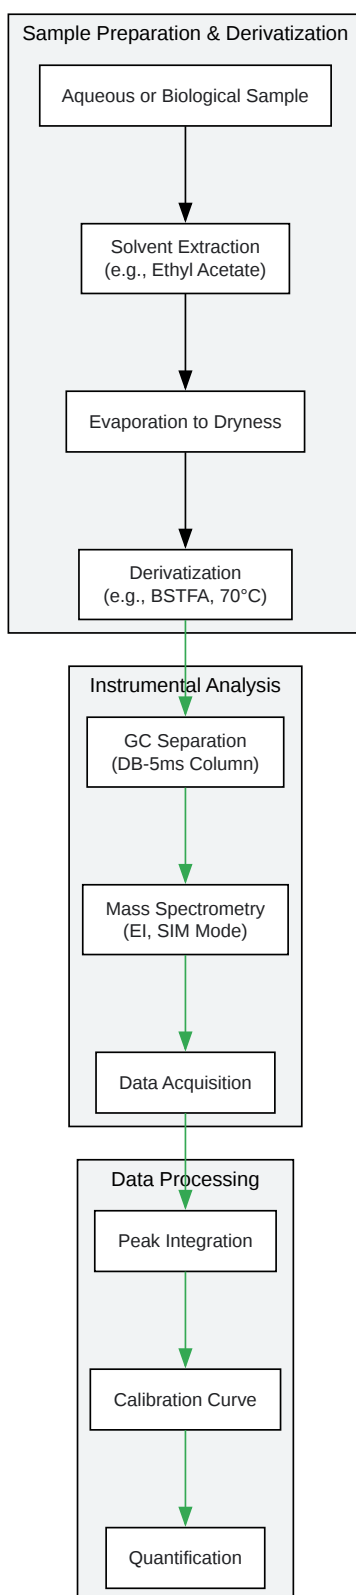 Sample Preparation & Derivatization
Aqueous or Biological Sample
Solvent Extraction
(e.g., Ethyl Acetate)
Evaporation to Dryness
Derivatization
(e.g., BSTFA, 70°C)
Instrumental Analysis
GC Separation
(DB-5ms Column)
Mass Spectrometry
(EI, SIM Mode)
Data Acquisition
Data Processing
Peak Integration
Calibration Curve
Quantification